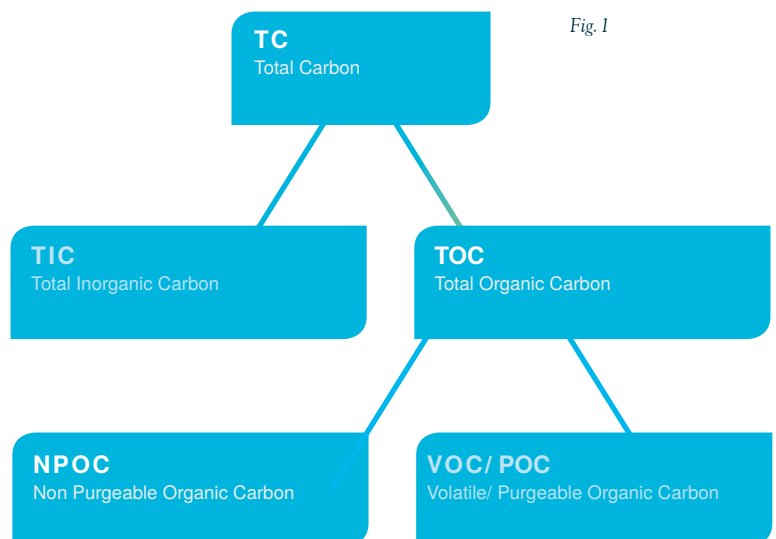 TC
Total Carbon
Fig. 1
TIC
Total Inorganic Carbon
TOC
Total Organic Carbon
NPOC
Non Purgeable Organic Carbon
VOC/ POC
Volatile/ Purgeable Organic Carbon